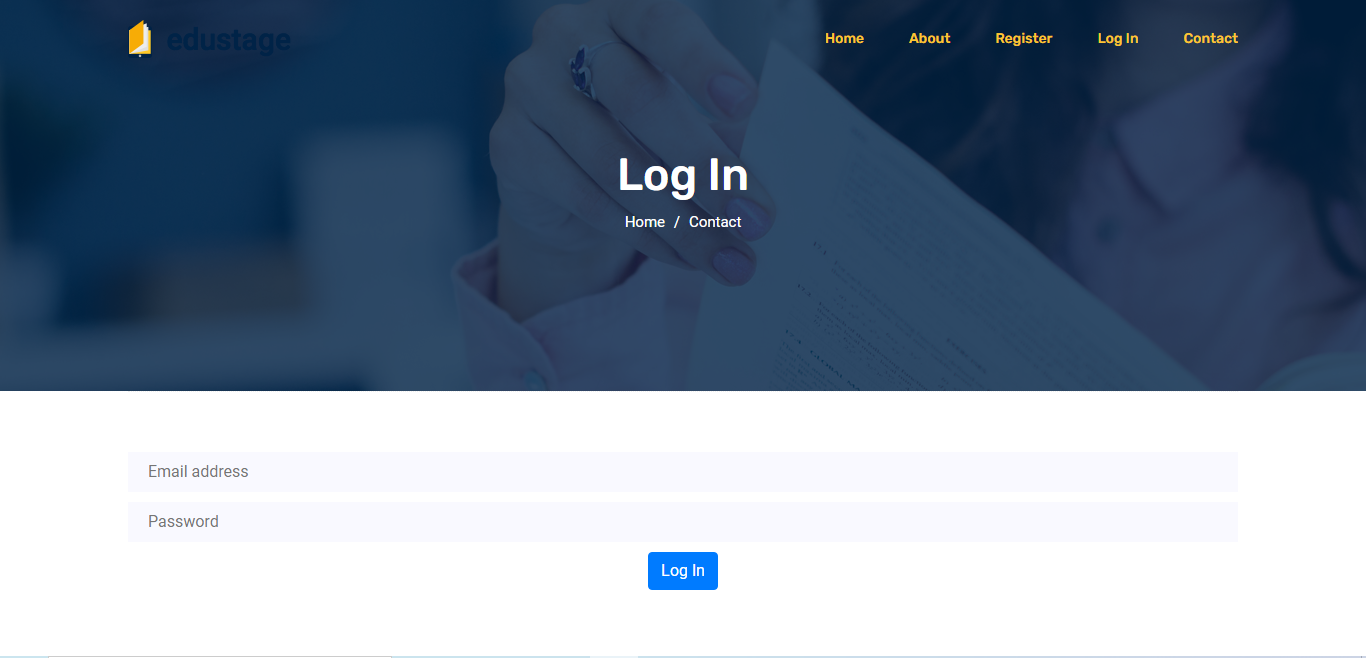 edustage
Home About Register Log In Contact
Log In
Home / Contact
Email address
Password
Log In